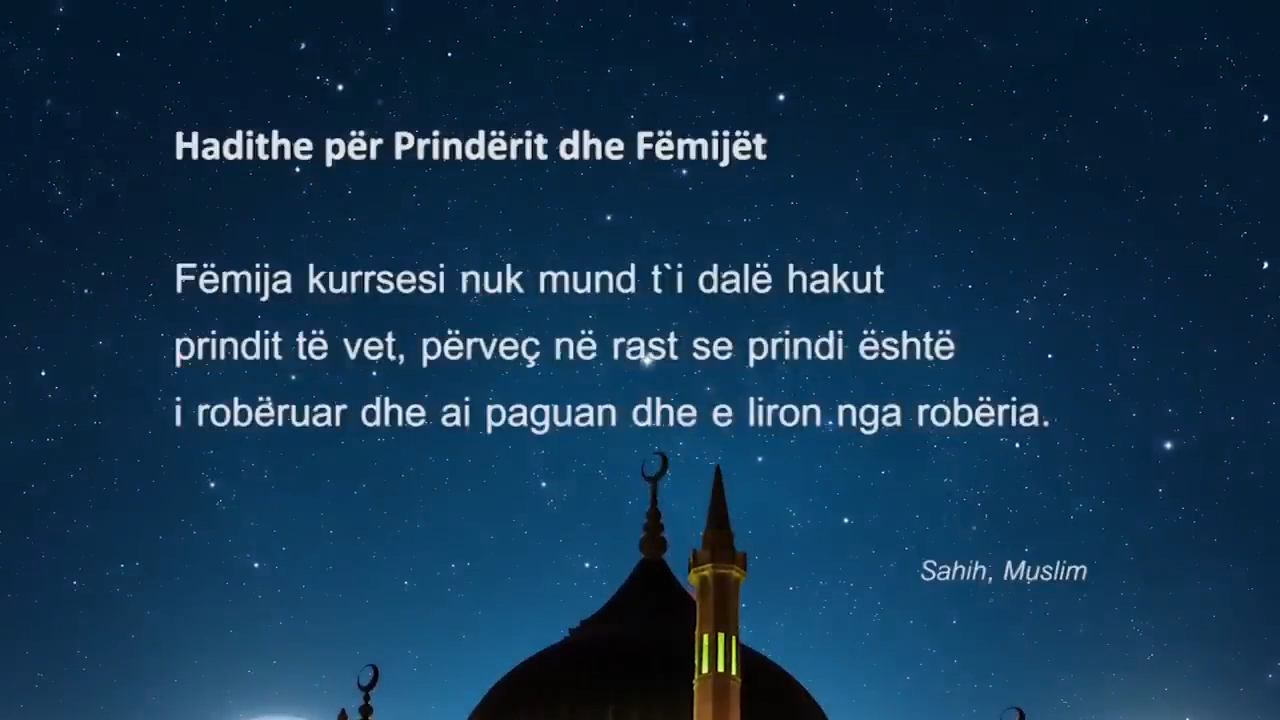 Hadithe për Prindërit dhe Fëmijët
Fëmija kurrsesi nuk mund t`i dalë hakut
prindit të vet, përveç në rast se prindi është
i robëruar dhe ai paguan dhe e liron nga robëria.
Sahih, Muslim